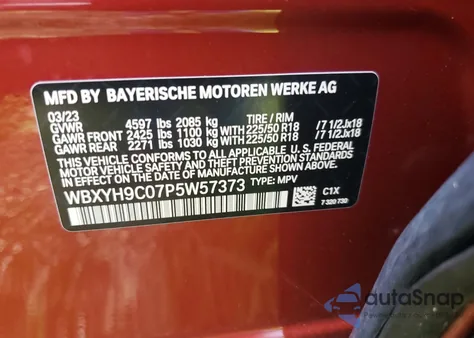 MFD BY BAYERISCHE MOTOREN WERKE AG
03/23 TIRE / RIM
GVWR 4597 lbs 2085 kg
GAWR FRONT 2425 lbs 1100 kg WITH 225/50 R18 /7 1/2Jx18
GAWR REAR 2271 lbs 1030 kg WITH 225/50 R18 /7 1/2Jx18
THIS VEHICLE CONFORMS TO ALL APPLICABLE U. S. FEDERAL
MOTOR VEHICLE SAFETY, BUMPER, AND THEFT PREVENTION
STANDARDS IN EFFECT ON THE DATE OF MANUFACTURE SHOWN ABOVE.
WBXYH9C07P5W57373 TYPE: MPV
C1X
7 320 730
autoSnap